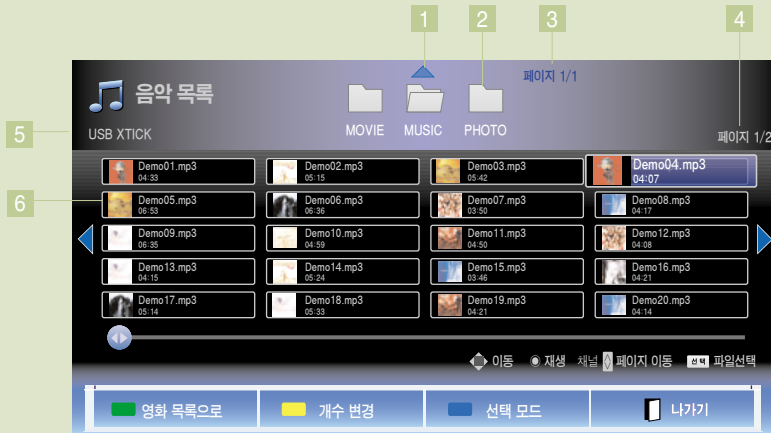 1 2 3 4
페이지 1/1
음악 목록
MOVIE MUSIC PHOTO
5
USB XTICK
페이지 1/2
Demo01.mp3 Demo02.mp3 Demo03.mp3 Demo04.mp3
04:33 05:15 05:42 04:07
6
Demo05.mp3 Demo06.mp3 Demo07.mp3 Demo08.mp3
06:53 06:36 03:50 04:17
Demo09.mp3 Demo10.mp3 Demo11.mp3 Demo12.mp3
06:35 04:59 04:50 04:08
Demo13.mp3 Demo14.mp3 Demo15.mp3 Demo16.mp3
04:15 05:24 03:46 04:21
Demo17.mp3 Demo18.mp3 Demo19.mp3 Demo20.mp3
05:14 05:33 04:21 04:14
이동 재생 채널 페이지 이동 선택 파일선택
영화 목록으로 개수 변경 선택 모드 나가기